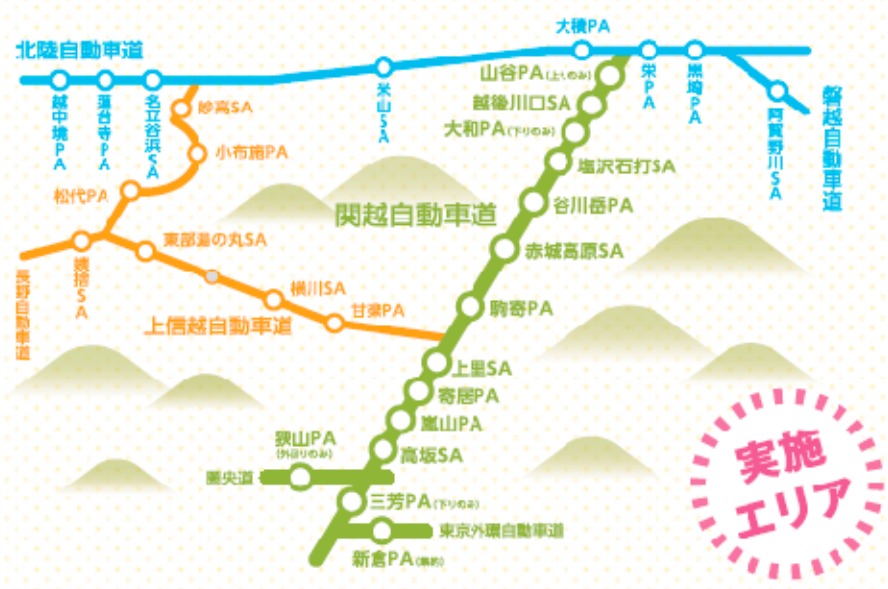 大積PA
北陸自動車道
山谷PA(上りのみ)
栄PA
黒埼PA
越中境PA
蓮台寺PA
名立谷浜SA
米山SA
阿賀野川SA
磐越自動車道
妙高SA
越後川口SA
大和PA(下りのみ)
小布施PA
塩沢石打SA
松代PA
谷川岳PA
関越自動車道
東部湯の丸SA
赤城高原SA
姨捨SA
長野自動車道
横川SA
甘楽PA
駒寄PA
上信越自動車道
上里SA
寄居PA
嵐山PA
狭山PA
(外回りのみ)
高坂SA
圏央道
三芳PA(下りのみ)
東京外環自動車道
新倉PA(集約)
実施
エリア